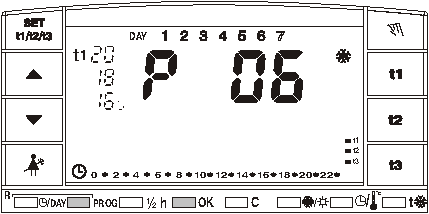 SET
t1/t2/t3
DAY 1 2 3 4 5 6 7
t1 20
18
16
P 06
t1
t2
t3
t1
t2
t3
0 2 4 6 8 10 12 14 16 18 20 22
R /DAY PROG ½ h OK C / / t